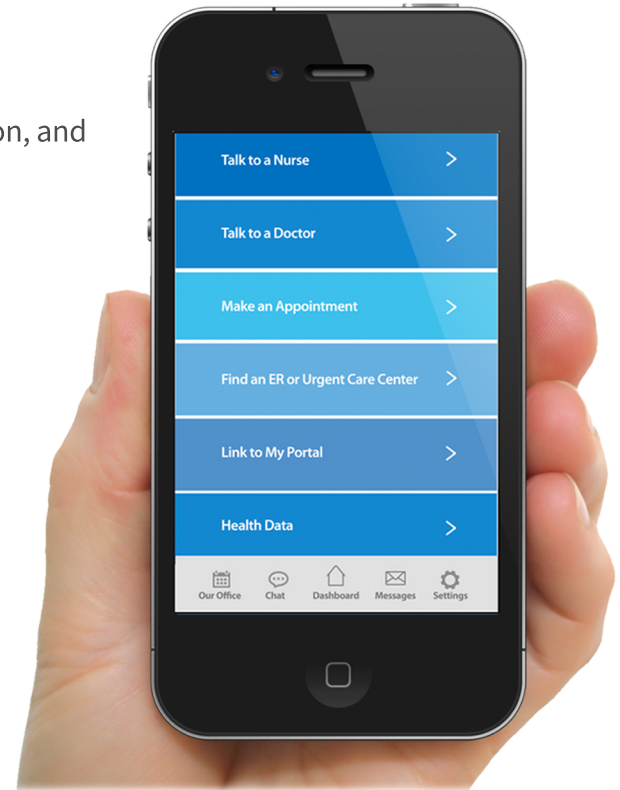 on, and
Talk to a Nurse
Talk to a Doctor
Make an Appointment
Find an ER or Urgent Care Center
Link to My Portal
Health Data
Our Office Chat Dashboard Messages Settings